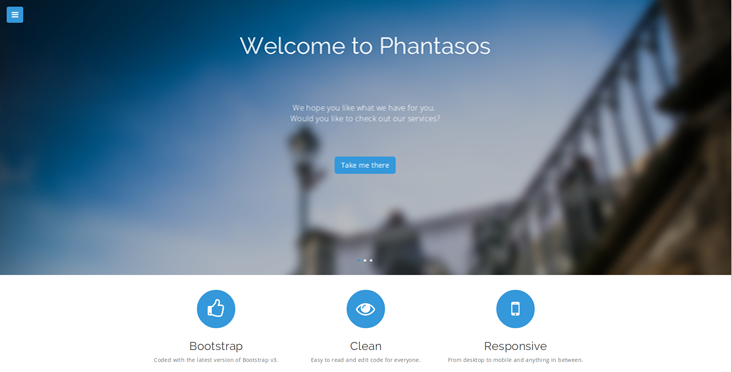 Welcome to Phantasos
We hope you like what we have for you.
Would you like to check out our services?
Take me there
Bootstrap
Clean
Responsive
Coded with the latest version of Bootstrap v3.
Easy to read and edit code for everyone.
From desktop to mobile and anything in between.